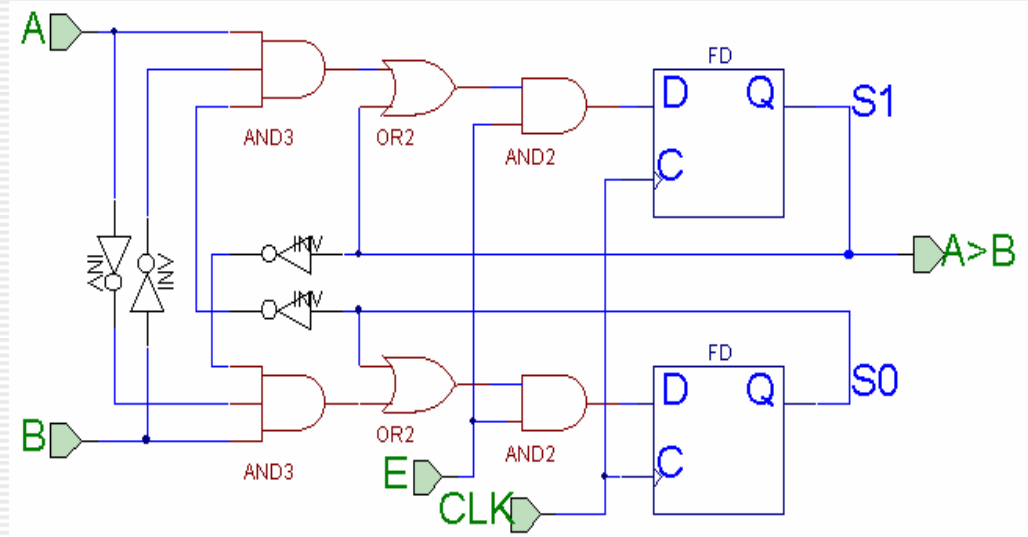 A
FD
D Q S1
AND3
OR2
AND2
C
INV
A>B
INV
INV
INV
FD
D Q S0
B
OR2
AND3
AND2
E
C
CLK